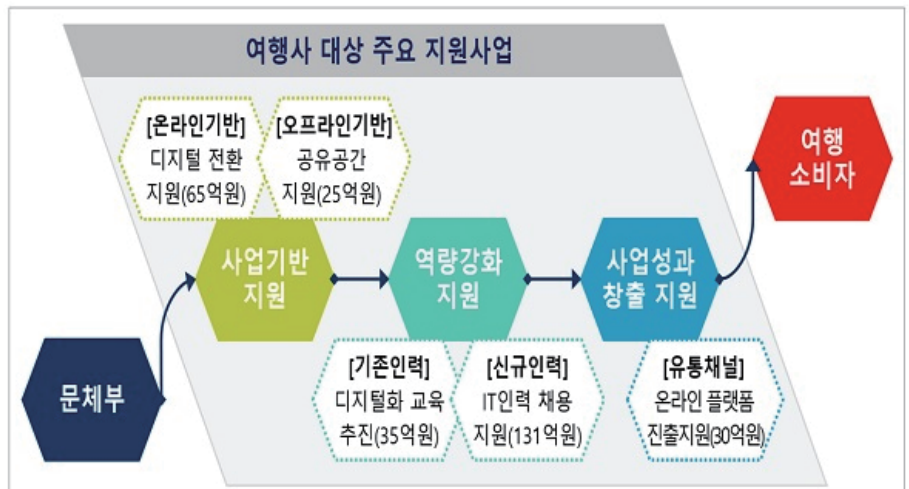 여행사 대상 주요 지원사업
[온라인기반]
디지털 전환
지원(65억원)
[오프라인기반]
공유공간
지원(25억원)
여행
소비자
사업기반
지원
역량강화
지원
사업성과
창출 지원
문체부
[기존인력]
디지털화 교육
추진(35억원)
[신규인력]
IT인력 채용
지원(131억원)
[유통채널]
온라인 플랫폼
진출지원(30억원)